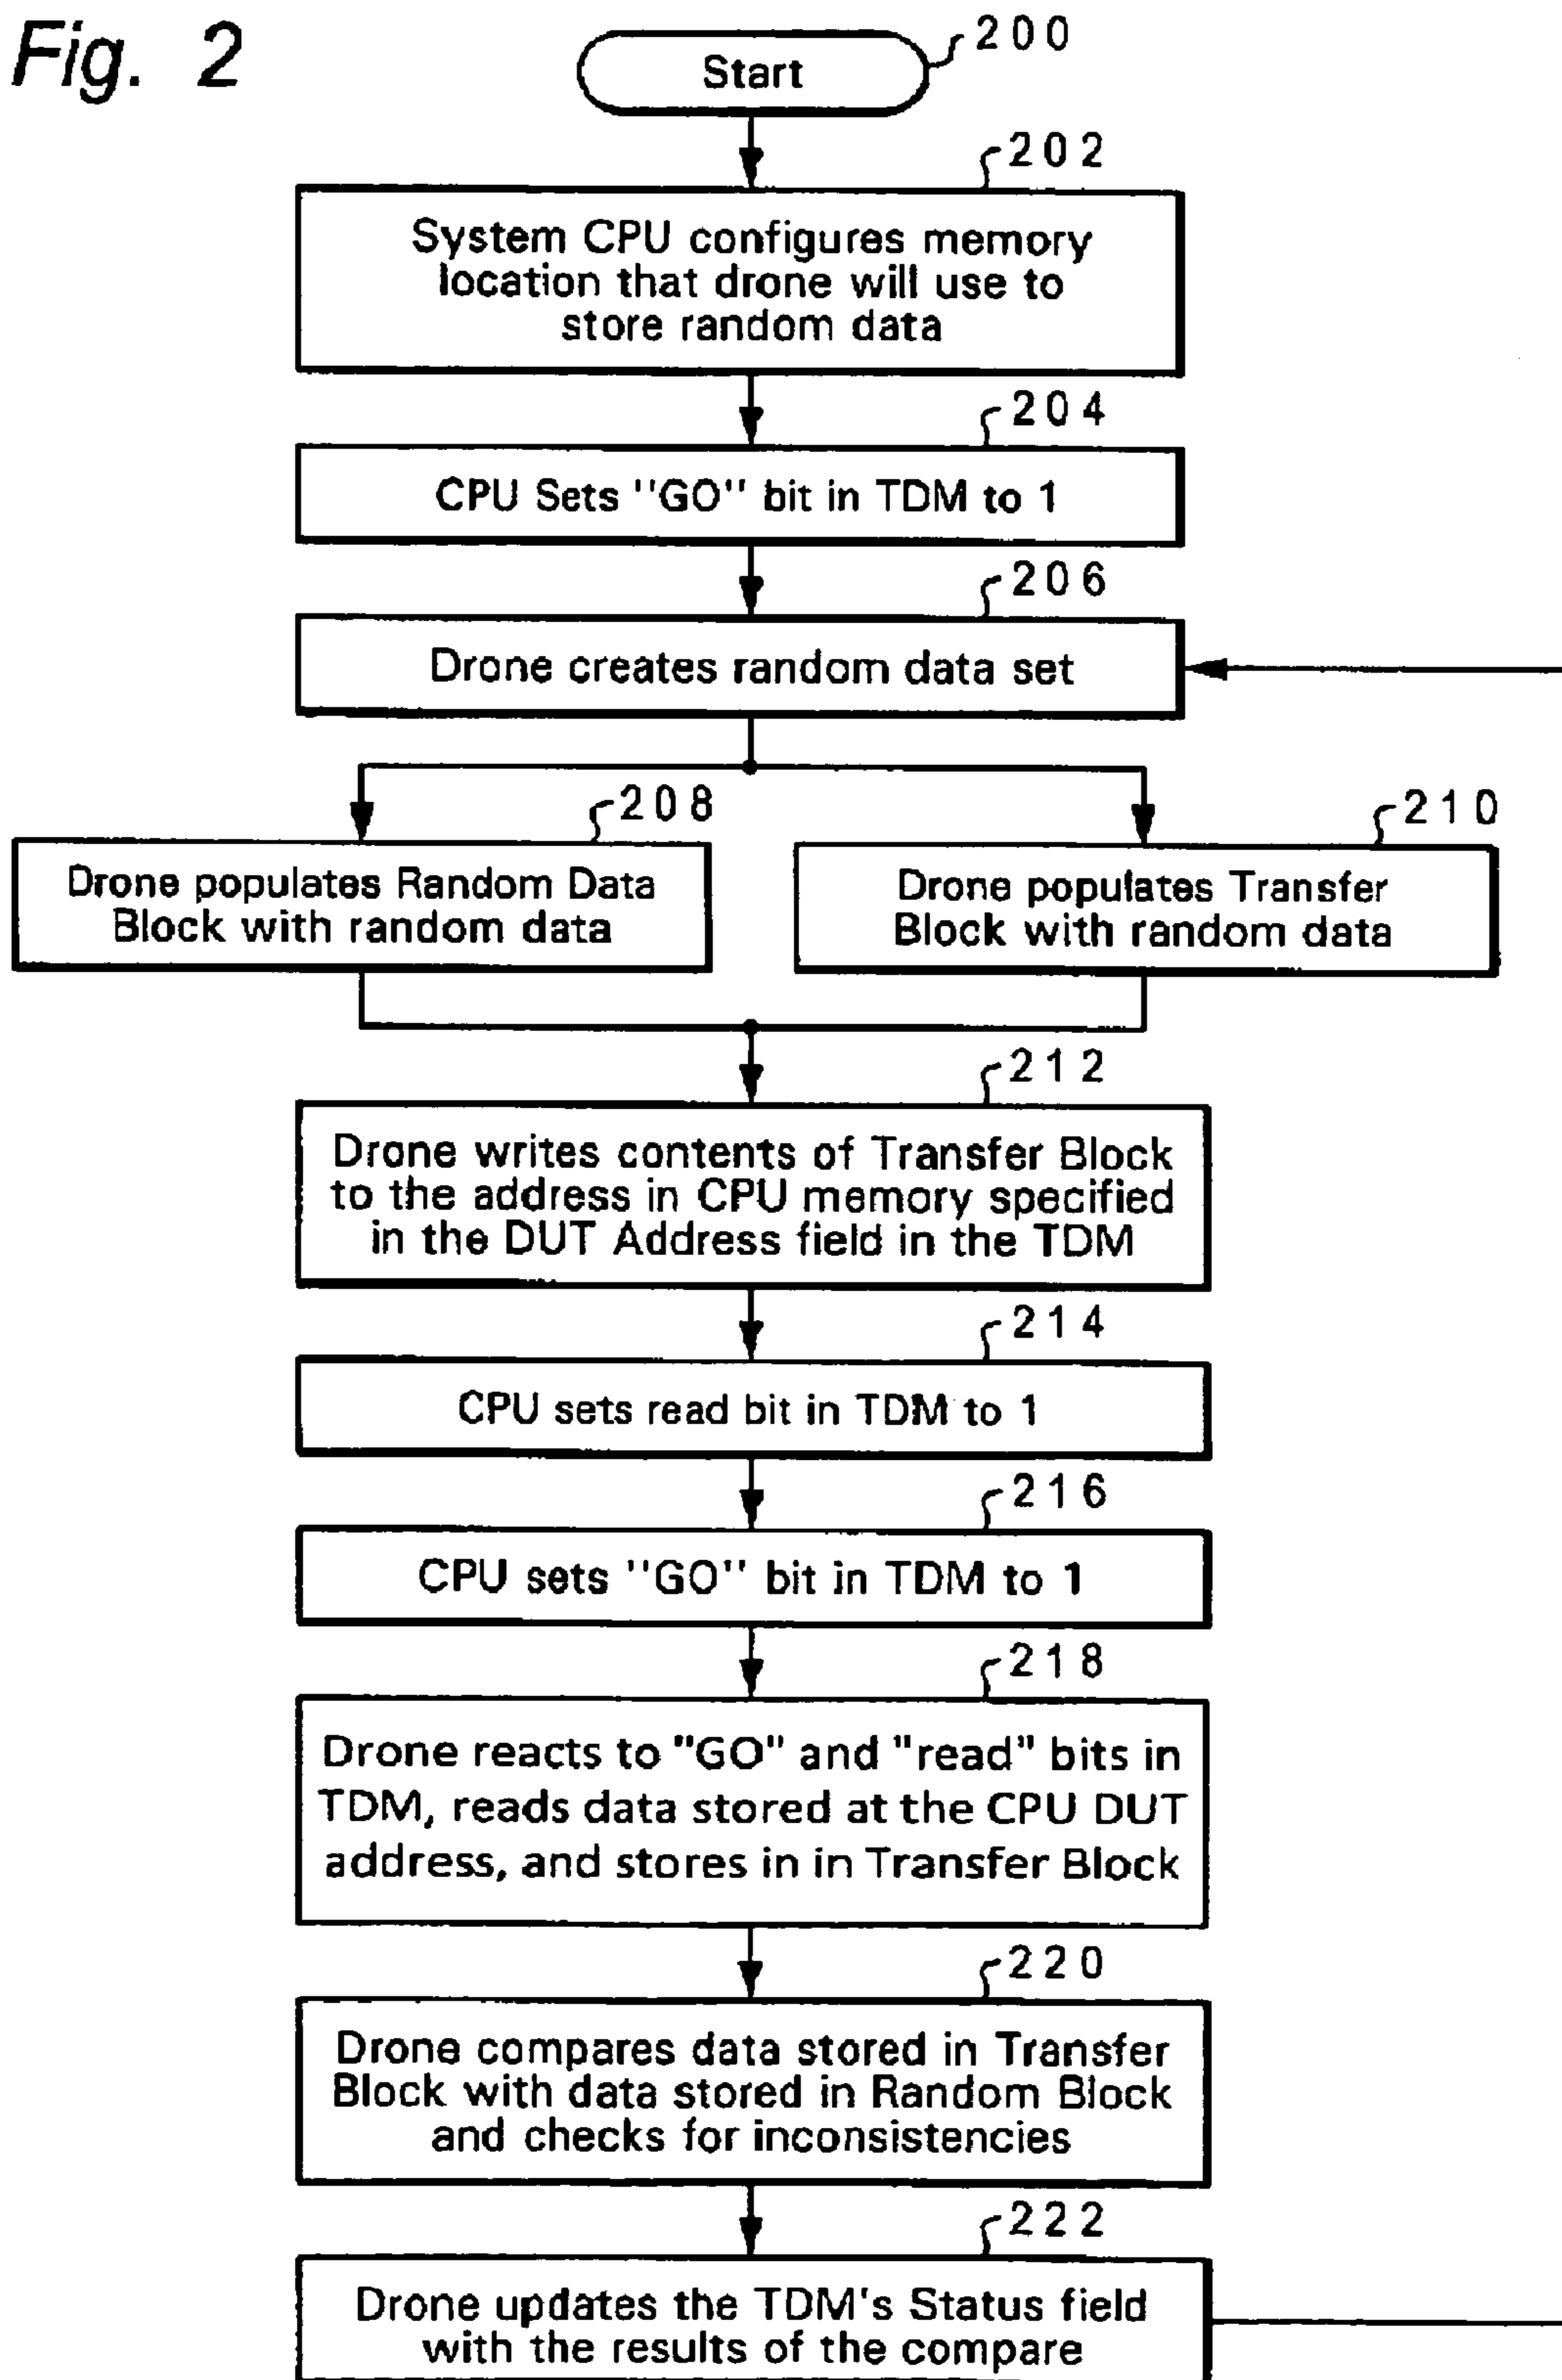 Fig. 2
200
Start
202
System CPU configures memory
location that drone will use to
store random data
204
CPU Sets "GO" bit in TDM to 1
206
Drone creates random data set
208
Drone populates Random Data
Block with random data
210
Drone populates Transfer
Block with random data
212
Drone writes contents of Transfer Block
to the address in CPU memory specified
in the DUT Address field in the TDM
214
CPU sets read bit in TDM to 1
216
CPU sets "GO" bit in TDM to 1
218
Drone reacts to "GO" and "read" bits in
TDM, reads data stored at the CPU DUT
address, and stores in in Transfer Block
220
Drone compares data stored in Transfer
Block with data stored in Random Block
and checks for inconsistencies
222
Drone updates the TDM's Status field
with the results of the compare